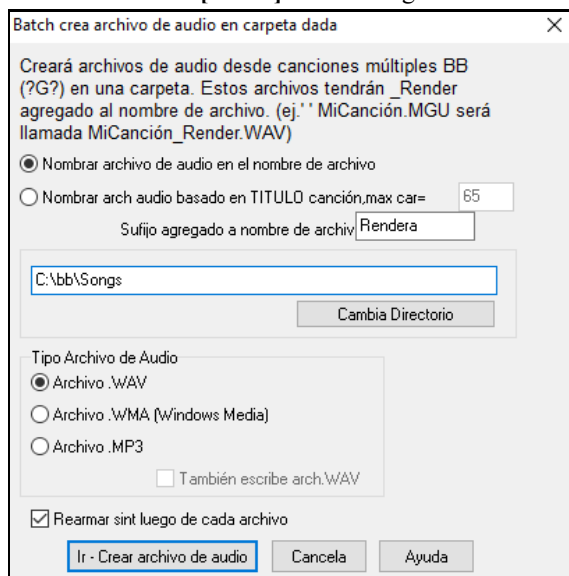 Batch crea archivo de audio en carpeta dada
Creará archivos de audio desde canciones múltiples BB
(?G?) en una carpeta. Estos archivos tendrán _Render
agregado al nombre de archivo. (ej.' ' MiCanción.MGU será
llamada MiCanción_Render.WAV)
Nombrar archivo de audio en el nombre de archivo
Nombrar arch audio basado en TITULO canción,max car= 65
Sufijo agregado a nombre de archiv Rendera
C:\bb\Songs
Cambia Directorio
Tipo Archivo de Audio
Archivo .WAV
Archivo .WMA (Windows Media)
Archivo .MP3
También escribe arch.WAV
Rearmar sint luego de cada archivo
Ir - Crear archivo de audio Cancela Ayuda